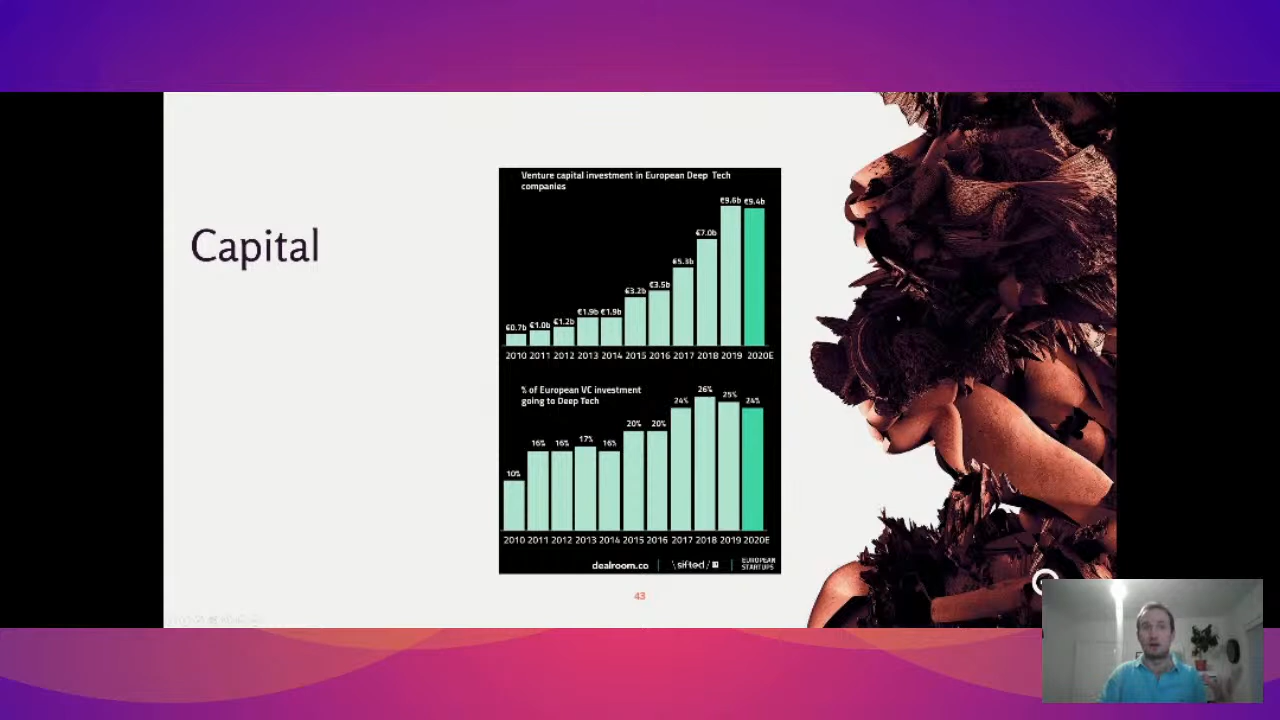 Capital
Venture capital investment in European Deep Tech
companies
€9.6b €9.4b
€7.0b
€5.3b
€3.5b
€3.2b
€1.9b €1.9b
€1.2b
€1.0b
€0.7b
2010 2011 2012 2013 2014 2015 2016 2017 2018 2019 2020E
% of European VC investment
going to Deep Tech
26%
25%
24% 24%
20% 20%
17%
16% 16% 16%
10%
2010 2011 2012 2013 2014 2015 2016 2017 2018 2019 2020E
dealroom.co | \sifted/ | EUROPEAN
STARTUPS
43